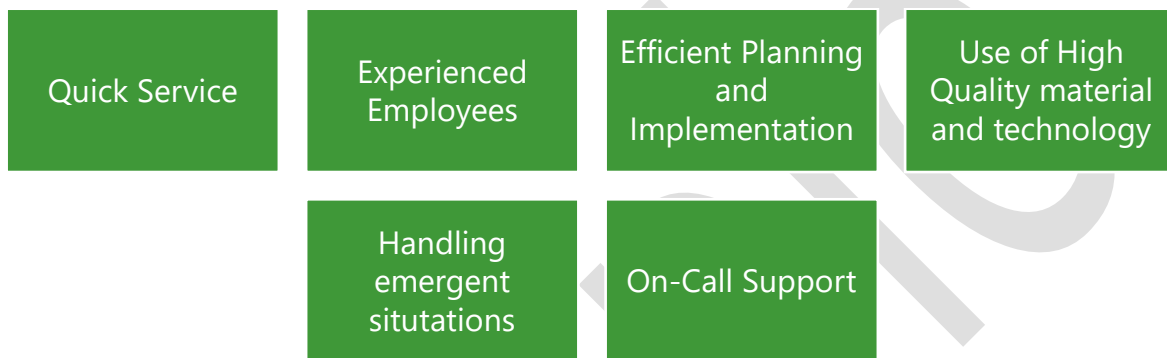 Quick Service
Experienced
Employees
Efficient Planning
and
Implementation
Use of High
Quality material
and technology
Handling
emergent
situtations
On-Call Support